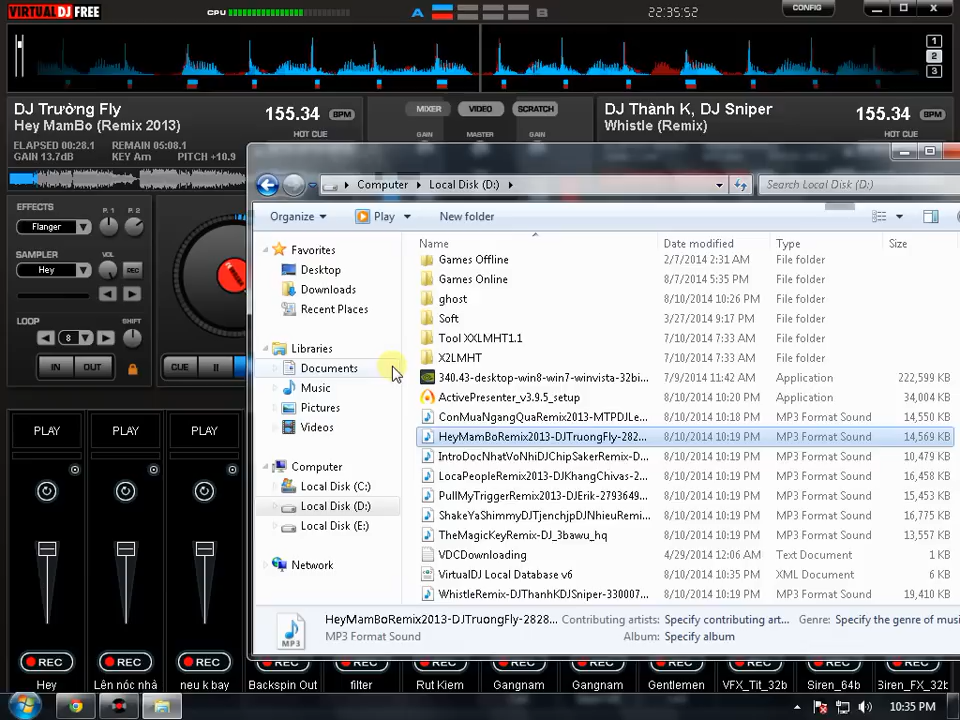 VIRTUAL DJ FREE
CPU
A
B
22:35:52
CONFIG
1
2
3
DJ Trường Fly
Hey MamBo (Remix 2013)
155.34 BPM
HOT CUE
ELAPSED 00:28.1
REMAIN 05:08.1
GAIN 13.7dB
KEY Am
PITCH +10.9
MIXER
VIDEO
SCRATCH
GAIN
MASTER
GAIN
DJ Thành K, DJ Sniper
Whistle (Remix)
155.34 BPM
HOT CUE
EFFECTS
P. 1
P. 2
Flanger
SAMPLER
VOL
Hey
REC
LOOP
SHIFT
8
IN
OUT
CUE
PLAY
PLAY
PLAY
REC
REC
REC
REC
REC
REC
REC
REC
REC
REC
REC
REC
Hey
Lên nóc nhà
neu k bay
Backspin Out
filter
Rut Kiem
Gangnam
Gangnam
Gentlemen
VFX_Tit_32b
Siren_64b
Siren_FX_32b
Computer
Local Disk (D:)
Search Local Disk (D:)
Organize
Play
New folder
Favorites
Desktop
Downloads
Recent Places
Libraries
Documents
Music
Pictures
Videos
Computer
Local Disk (C:)
Local Disk (D:)
Local Disk (E:)
Network
Name Date modified Type Size
Games Offline 2/7/2014 2:31 AM File folder
Games Online 8/10/2014 5:35 PM File folder
ghost 8/10/2014 10:26 PM File folder
Soft 3/28/2014 9:17 PM File folder
Tool XXLMHT1.1 7/10/2014 7:33 AM File folder
X2LMHT 7/10/2014 7:33 AM File folder
340.43-desktop-win8-win7-winvista-32bi... 7/9/2014 11:42 AM Application 222,599 KB
ActivePresenter_v3.9.5_setup 8/10/2014 10:20 PM Application 34,004 KB
ConMuaNgangQuaRemix2013-MTPDJLe... 8/10/2014 10:19 PM MP3 Format Sound 14,550 KB
HeyMamBoRemix2013-DJTruongFly-282... 8/10/2014 10:19 PM MP3 Format Sound 14,569 KB
IntroDocNhatVoNhiDJChipSakerRemix-D... 8/10/2014 10:19 PM MP3 Format Sound 10,479 KB
LocaPeopleRemix2013-DJKhangChivas-2... 8/10/2014 10:19 PM MP3 Format Sound 16,458 KB
PullMyTriggerRemix2013-DJErik-2793649... 8/10/2014 10:19 PM MP3 Format Sound 15,453 KB
ShakeYaShimmyDJTjenchjpDJNhieuRemi... 8/10/2014 10:19 PM MP3 Format Sound 16,775 KB
TheMagicKeyRemix-DJ_3bawu_hq 8/10/2014 10:19 PM MP3 Format Sound 13,557 KB
VDCDownloading 4/29/2014 12:06 AM Text Document 1 KB
VirtualDJ Local Database v6 8/10/2014 10:35 PM XML Document 6 KB
WhistleRemix-DJThanhKDJSniper-330007... 8/10/2014 10:19 PM MP3 Format Sound 19,410 KB
HeyMamBoRemix2013-DJTruongFly-2828... Contributing artists: Specify contributing art... Genre: Specify the genre of musi
MP3 Format Sound Album: Specify album
MP3
10:35 PM